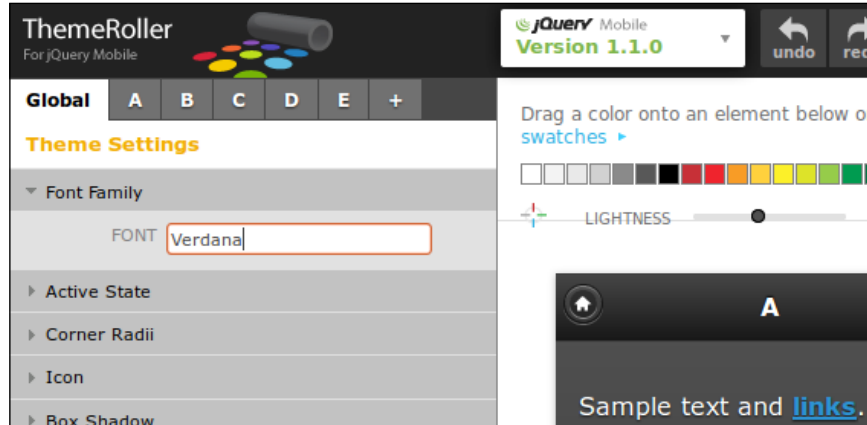 ThemeRoller
For jQuery Mobile
jQuery Mobile
Version 1.1.0
undo
Global A B C D E +
Theme Settings
Font Family
FONT Verdana
Active State
Corner Radii
Icon
Box Shadow
Drag a color onto an element below
swatches
LIGHTNESS
A
Sample text and links.